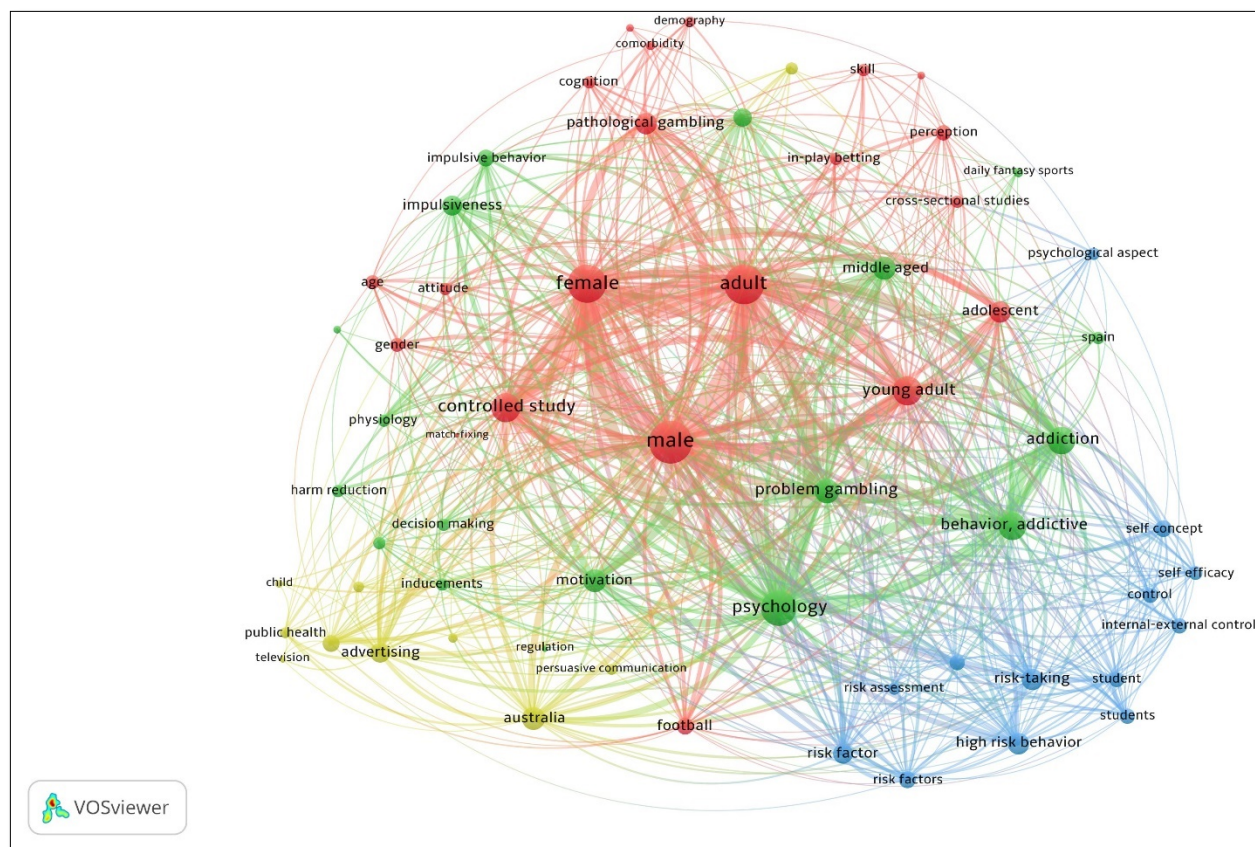 demography
comorbidity
skill
cognition
pathological gambling
perception
in-play betting
impulsive behavior
daily fantasy sports
impulsiveness
cross-sectional studies
psychological aspect
middle aged
female
adult
age
attitude
adolescent
gender
spain
young adult
controlled study
physiology
match-fixing
male
addiction
harm reduction
problem gambling
decision making
behavior, addictive
self concept
child
inducements
motivation
self efficacy
control
psychology
internal-external control
public health
television
advertising
regulation
persuasive communication
risk assessment
risk-taking
student
australia
football
students
risk factor
high risk behavior
risk factors
VOSviewer